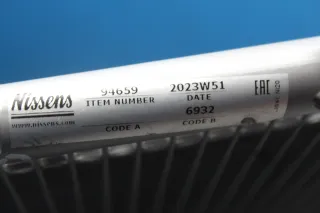 Nissens
www.nissens.com
94659
ITEM NUMBER
2023W51
DATE
6932
CODE A
CODE B
EAC